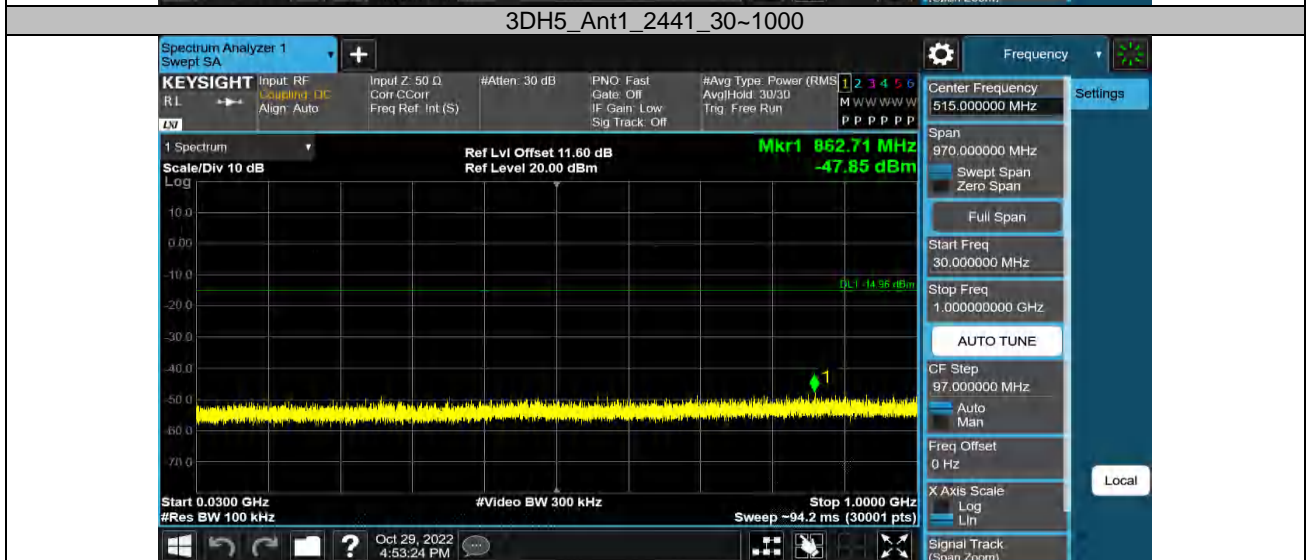 3DH5_Ant1_2441_30~1000
Spectrum Analyzer 1
Swept SA
+
Frequency
KEYSIGHT
RL
LXI
Input: RF
Coupling: DC
Align: Auto
Input Z: 50 Ω
Corr CCorr
Freq Ref: Int (S)
#Atten: 30 dB
PNO: Fast
Gate: Off
IF Gain: Low
Sig Track: Off
#Avg Type: Power (RMS
Avg|Hold: 30/30
Trig: Free Run
1 2 3 4 5 6
M W W W W W
P P P P P P
Center Frequency
515.000000 MHz
Settings
1 Spectrum
Scale/Div 10 dB
Log
Ref Lvl Offset 11.60 dB
Ref Level 20.00 dBm
Mkr1 862.71 MHz
-47.85 dBm
Span
970.000000 MHz
Swept Span
Zero Span
Full Span
Start Freq
30.000000 MHz
Stop Freq
1.000000000 GHz
AUTO TUNE
CF Step
97.000000 MHz
Auto
Man
Freq Offset
0 Hz
X Axis Scale
Log
Lin
Signal Track
(Span Zoom)
Local
10.0
0.00
-10.0
DL1 -14.96 dBm
-20.0
-30.0
-40.0
1
-50.0
-60.0
-70.0
Start 0.0300 GHz
#Res BW 100 kHz
#Video BW 300 kHz
Stop 1.0000 GHz
Sweep ~94.2 ms (30001 pts)
?
Oct 29, 2022
4:53:24 PM